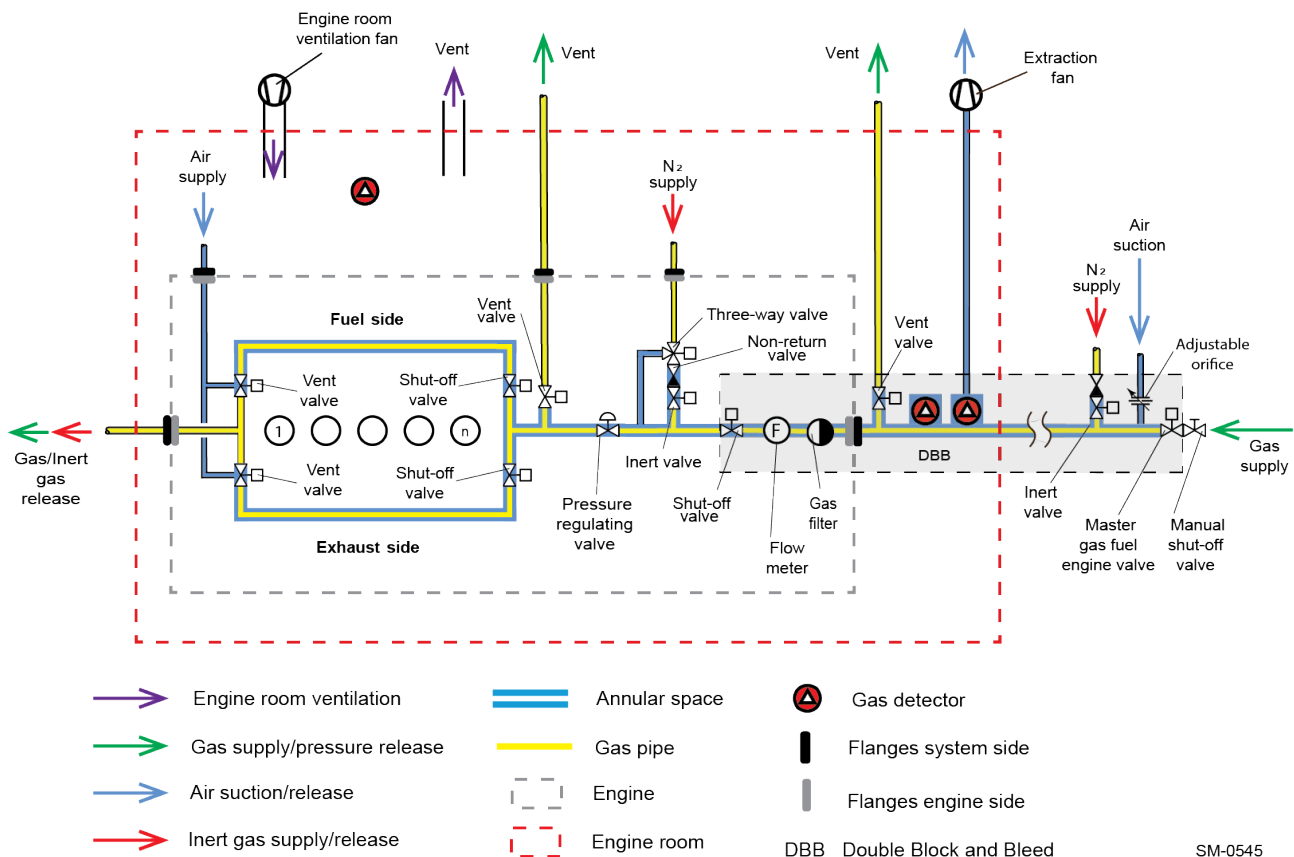 Engine room
ventilation fan
Vent
Vent
Vent
Extraction
fan
Air
supply
N2
supply
Air
suction
N2
supply
Fuel side
Vent
valve
Three-way valve
Non-return
valve
Vent
valve
Adjustable
orifice
Vent
valve
Shut-off
valve
1
n
F
DBB
Gas/Inert
gas
release
Vent
valve
Shut-off
valve
Inert valve
Gas
supply
Exhaust side
Pressure
regulating
valve
Shut-off
valve
Flow
meter
Gas
filter
Inert
valve
Master
gas fuel
engine valve
Manual
shut-off
valve
Engine room ventilation
Annular space
Gas detector
Gas supply/pressure release
Gas pipe
Flanges system side
Air suction/release
Engine
Flanges engine side
Inert gas supply/release
Engine room
DBB Double Block and Bleed
SM-0545